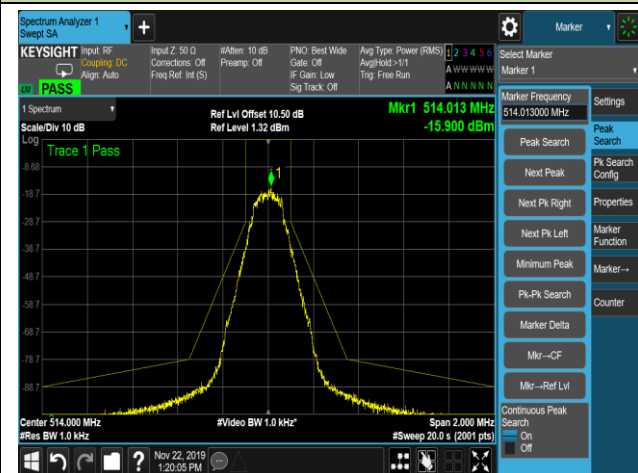 Spectrum Analyzer 1
Swept SA
+
Marker
KEYSIGHT
Input: RF
Coupling: DC
Align: Auto
Input Z: 50 Ω
Corrections: Off
Freq Ref: Int (S)
#Atten: 10 dB
Preamp: Off
PNO: Best Wide
Gate: Off
IF Gain: Low
Sig Track: Off
Avg Type: Power (RMS)
Avg|Hold:>1/1
Trig: Free Run
1 2 3 4 5 6
A W W W W W
A N N N N N
PASS
Select Marker
Marker 1
1 Spectrum
Scale/Div 10 dB
Log
Ref Lvl Offset 10.50 dB
Ref Level 1.32 dBm
Mkr1 514.013 MHz
-15.900 dBm
Trace 1 Pass
1
-8.68
-18.7
-28.7
-38.7
-48.7
-58.7
-68.7
-78.7
-88.7
Center 514.000 MHz
#Res BW 1.0 kHz
#Video BW 1.0 kHz*
Span 2.000 MHz
#Sweep 20.0 s (2001 pts)
Marker Frequency
514.013000 MHz
Peak Search
Next Peak
Next Pk Right
Next Pk Left
Minimum Peak
Pk-Pk Search
Marker Delta
Mkr→CF
Mkr→Ref Lvl
Continuous Peak
Search
On
Off
Settings
Peak
Search
Pk Search
Config
Properties
Marker
Function
Marker→
Counter
?
Nov 22, 2019
1:20:05 PM